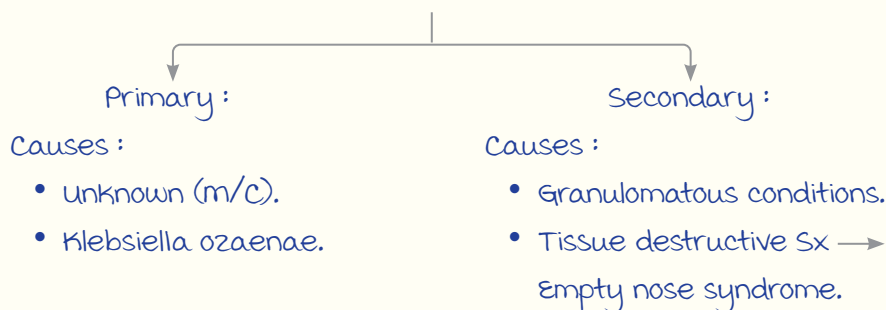 Primary :
Causes :
• Unknown (m/c).
• Klebsiella ozaenae.
Secondary :
Causes :
• Granulomatous conditions.
• Tissue destructive Sx →
Empty nose syndrome.